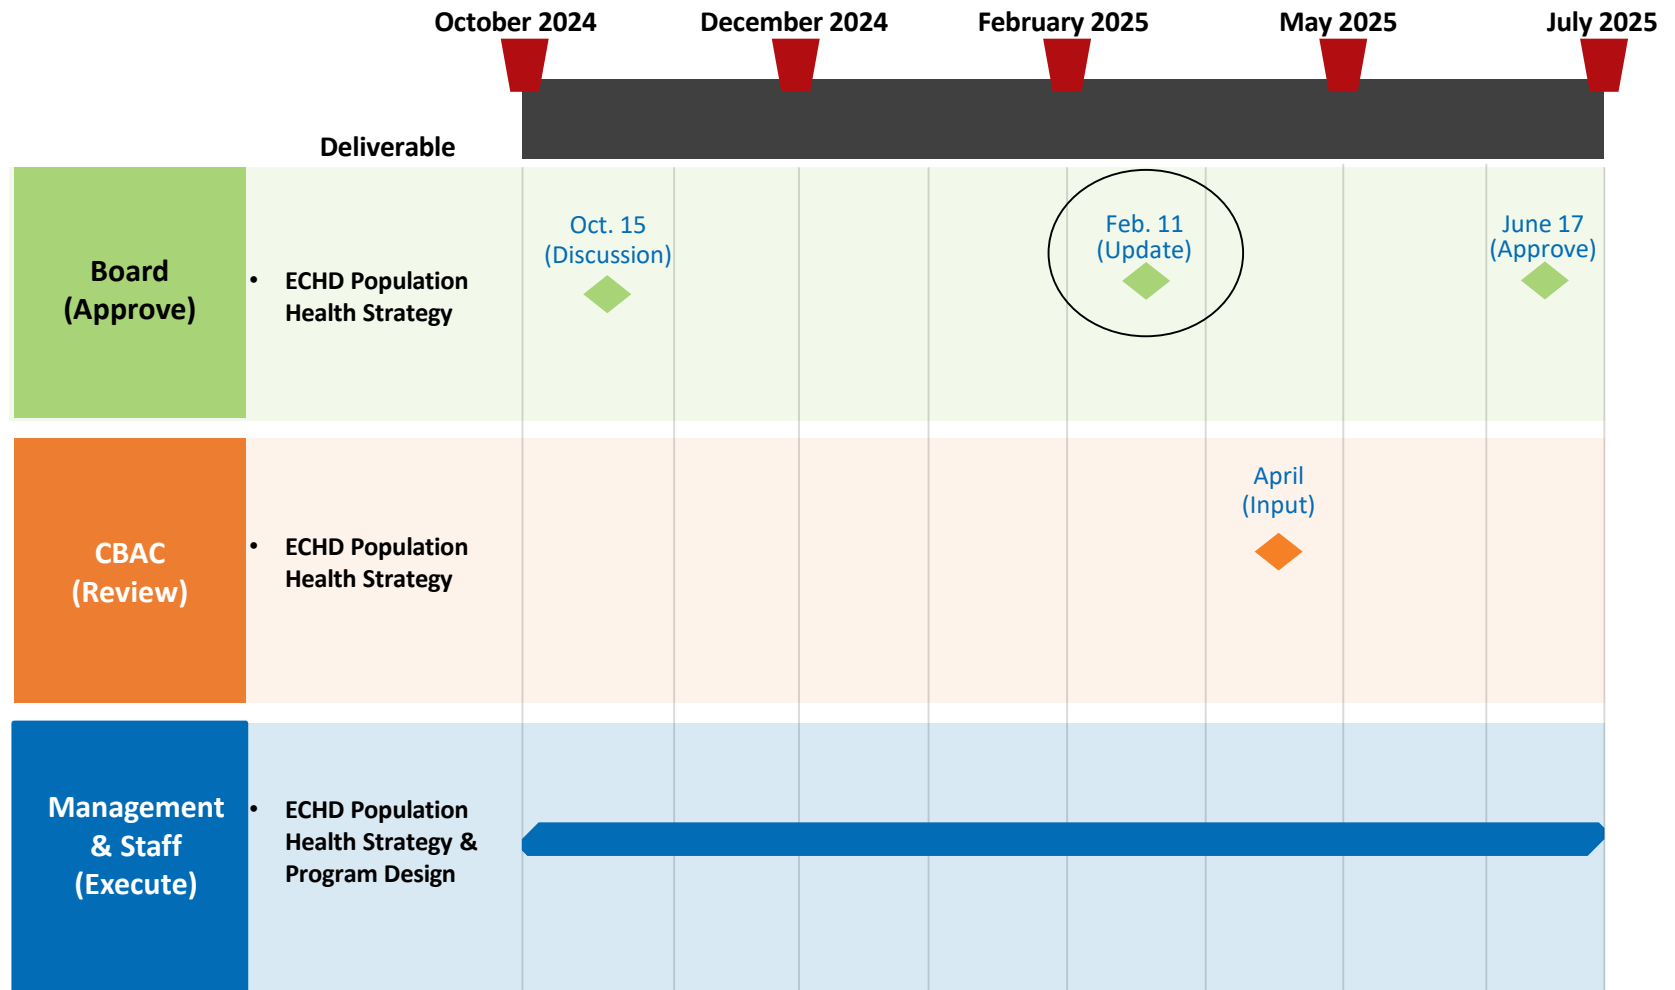 October 2024
December 2024
February 2025
May 2025
July 2025
Deliverable
Board
(Approve)
• ECHD Population
Health Strategy
Oct. 15
(Discussion)
Feb. 11
(Update)
June 17
(Approve)
CBAC
(Review)
• ECHD Population
Health Strategy
April
(Input)
Management
& Staff
(Execute)
• ECHD Population
Health Strategy &
Program Design